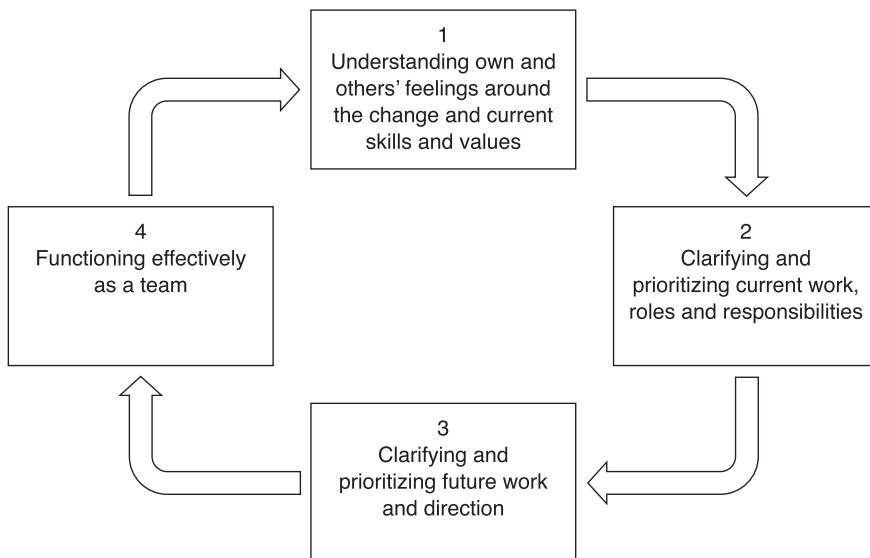 1
Understanding own and
others’ feelings around
the change and current
skills and values
2
Clarifying and
prioritizing current work,
roles and responsibilities
3
Clarifying and
prioritizing future work
and direction
4
Functioning effectively
as a team